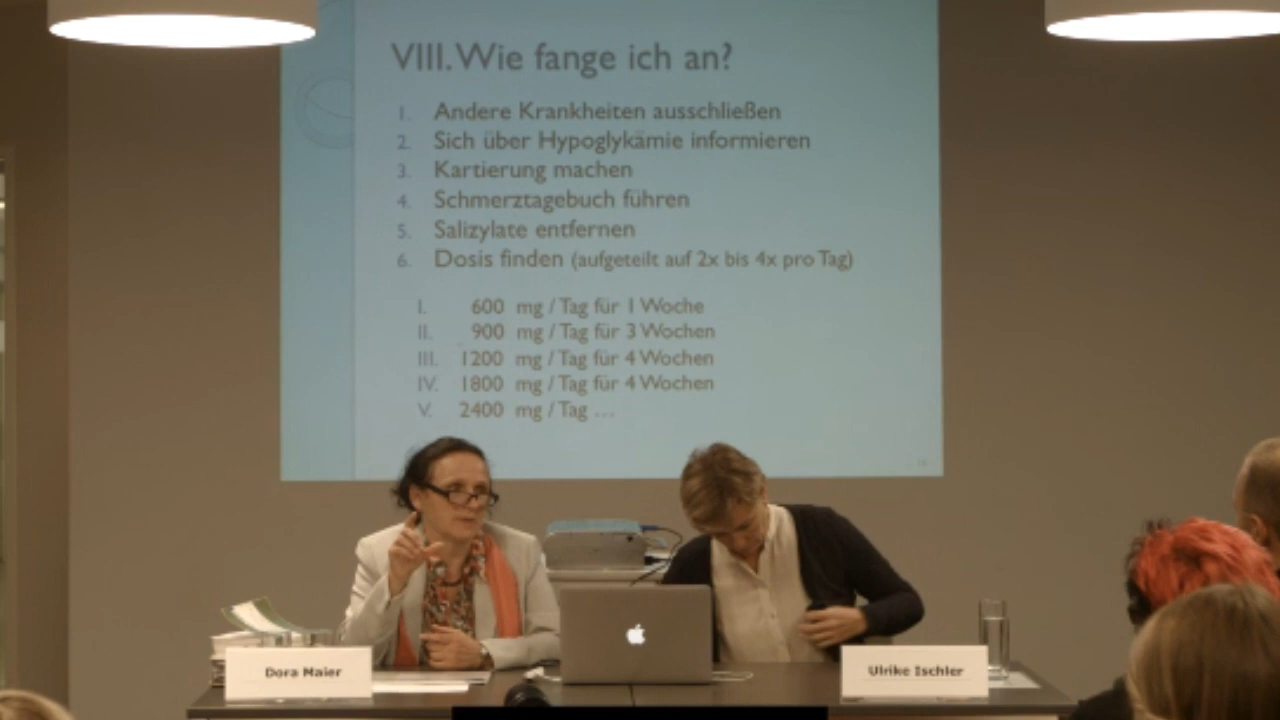 VIII. Wie fange ich an?
1. Andere Krankheiten ausschließen
2. Sich über Hypoglykämie informieren
3. Kartierung machen
4. Schmerztagebuch führen
5. Salizylate entfernen
6. Dosis finden (aufgeteilt auf 2x bis 4x pro Tag)
I. 600 mg / Tag für 1 Woche
II. 900 mg / Tag für 3 Wochen
III. 1200 mg / Tag für 4 Wochen
IV. 1800 mg / Tag für 4 Wochen
V. 2400 mg / Tag …
Dora Maier
Ulrike Ischler